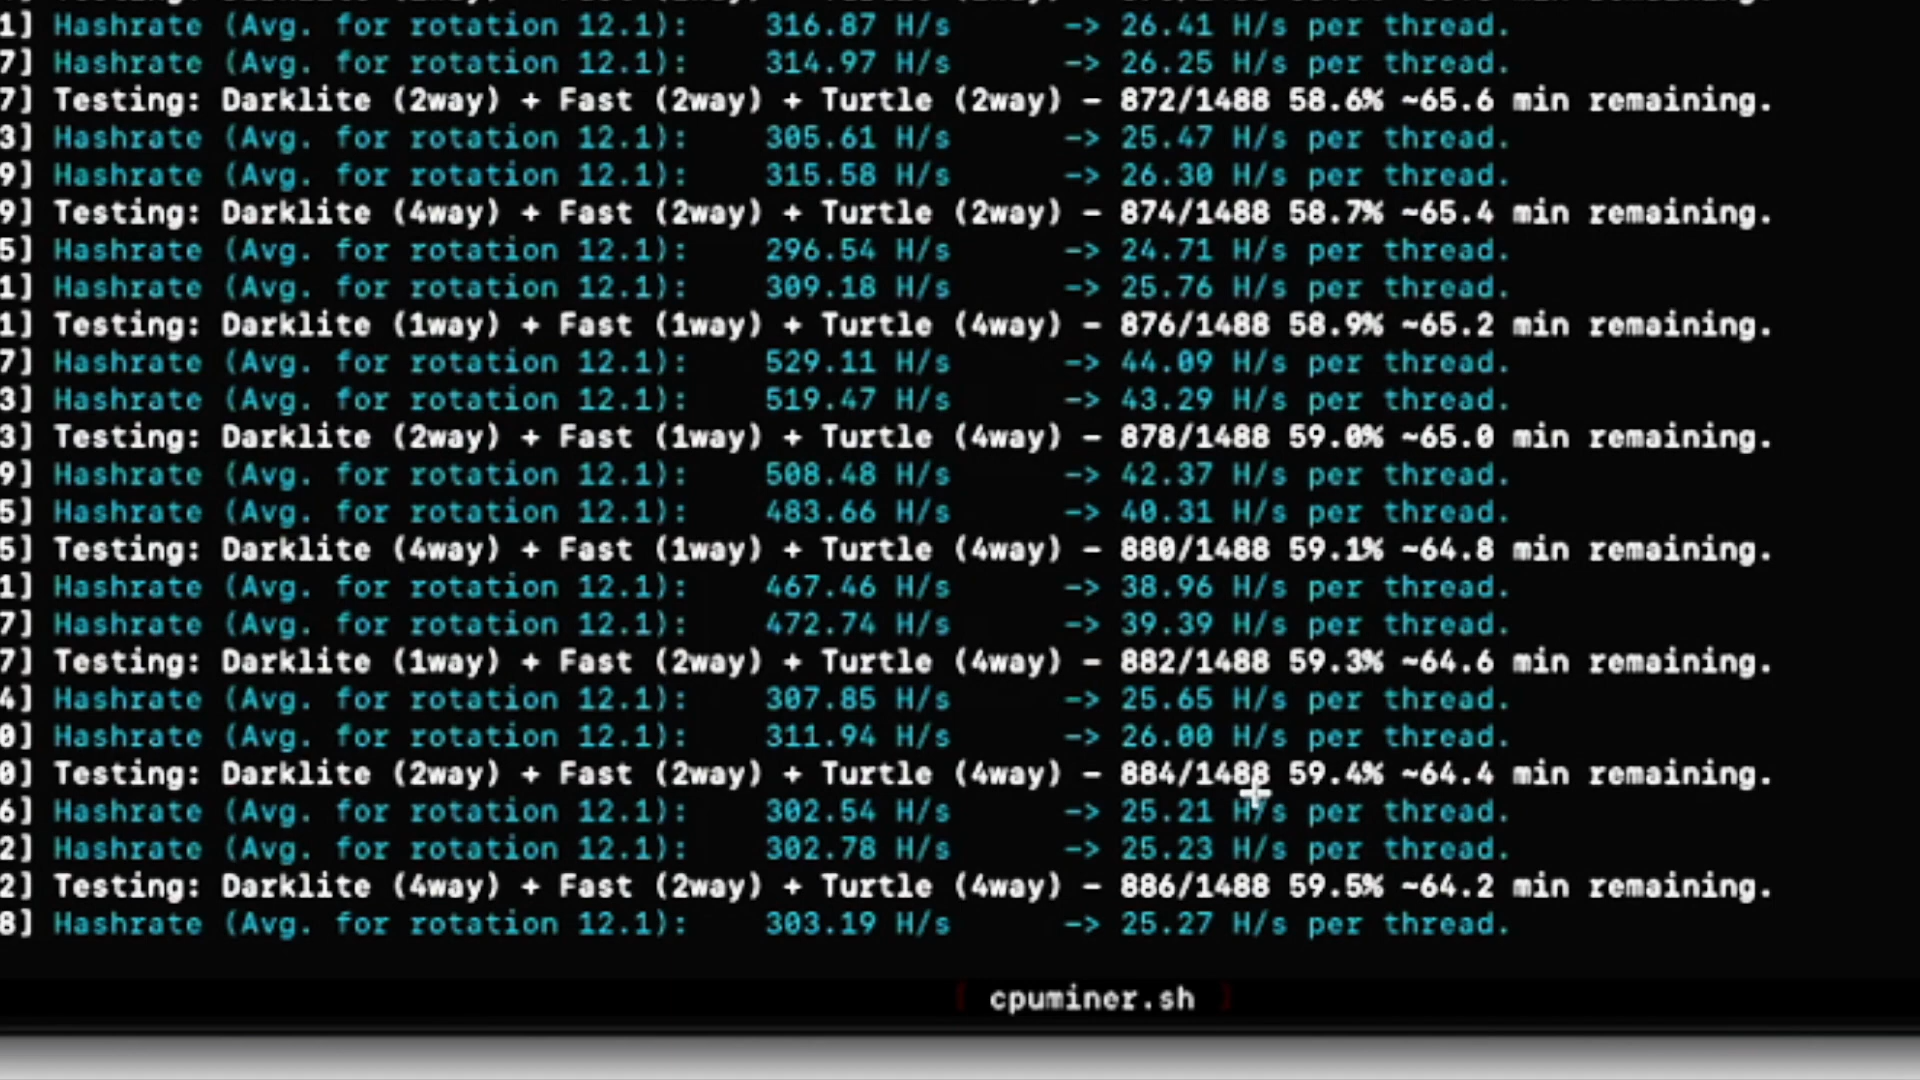 1] Hashrate (Avg. for rotation 12.1): 316.87 H/s -> 26.41 H/s per thread.
7] Hashrate (Avg. for rotation 12.1): 314.97 H/s -> 26.25 H/s per thread.
7] Testing: Darklite (2way) + Fast (2way) + Turtle (2way) - 872/1488 58.6% ~65.6 min remaining.
3] Hashrate (Avg. for rotation 12.1): 305.61 H/s -> 25.47 H/s per thread.
9] Hashrate (Avg. for rotation 12.1): 315.58 H/s -> 26.30 H/s per thread.
9] Testing: Darklite (4way) + Fast (2way) + Turtle (2way) - 874/1488 58.7% ~65.4 min remaining.
5] Hashrate (Avg. for rotation 12.1): 296.54 H/s -> 24.71 H/s per thread.
1] Hashrate (Avg. for rotation 12.1): 309.18 H/s -> 25.76 H/s per thread.
1] Testing: Darklite (1way) + Fast (1way) + Turtle (4way) - 876/1488 58.9% ~65.2 min remaining.
7] Hashrate (Avg. for rotation 12.1): 529.11 H/s -> 44.09 H/s per thread.
3] Hashrate (Avg. for rotation 12.1): 519.47 H/s -> 43.29 H/s per thread.
3] Testing: Darklite (2way) + Fast (1way) + Turtle (4way) - 878/1488 59.0% ~65.0 min remaining.
9] Hashrate (Avg. for rotation 12.1): 508.48 H/s -> 42.37 H/s per thread.
5] Hashrate (Avg. for rotation 12.1): 483.66 H/s -> 40.31 H/s per thread.
5] Testing: Darklite (4way) + Fast (1way) + Turtle (4way) - 880/1488 59.1% ~64.8 min remaining.
1] Hashrate (Avg. for rotation 12.1): 467.46 H/s -> 38.96 H/s per thread.
7] Hashrate (Avg. for rotation 12.1): 472.74 H/s -> 39.39 H/s per thread.
7] Testing: Darklite (1way) + Fast (2way) + Turtle (4way) - 882/1488 59.3% ~64.6 min remaining.
4] Hashrate (Avg. for rotation 12.1): 307.85 H/s -> 25.65 H/s per thread.
0] Hashrate (Avg. for rotation 12.1): 311.94 H/s -> 26.00 H/s per thread.
0] Testing: Darklite (2way) + Fast (2way) + Turtle (4way) - 884/1488 59.4% ~64.4 min remaining.
6] Hashrate (Avg. for rotation 12.1): 302.54 H/s -> 25.21 H/s per thread.
2] Hashrate (Avg. for rotation 12.1): 302.78 H/s -> 25.23 H/s per thread.
2] Testing: Darklite (4way) + Fast (2way) + Turtle (4way) - 886/1488 59.5% ~64.2 min remaining.
8] Hashrate (Avg. for rotation 12.1): 303.19 H/s -> 25.27 H/s per thread.
[ cpuminer.sh ]